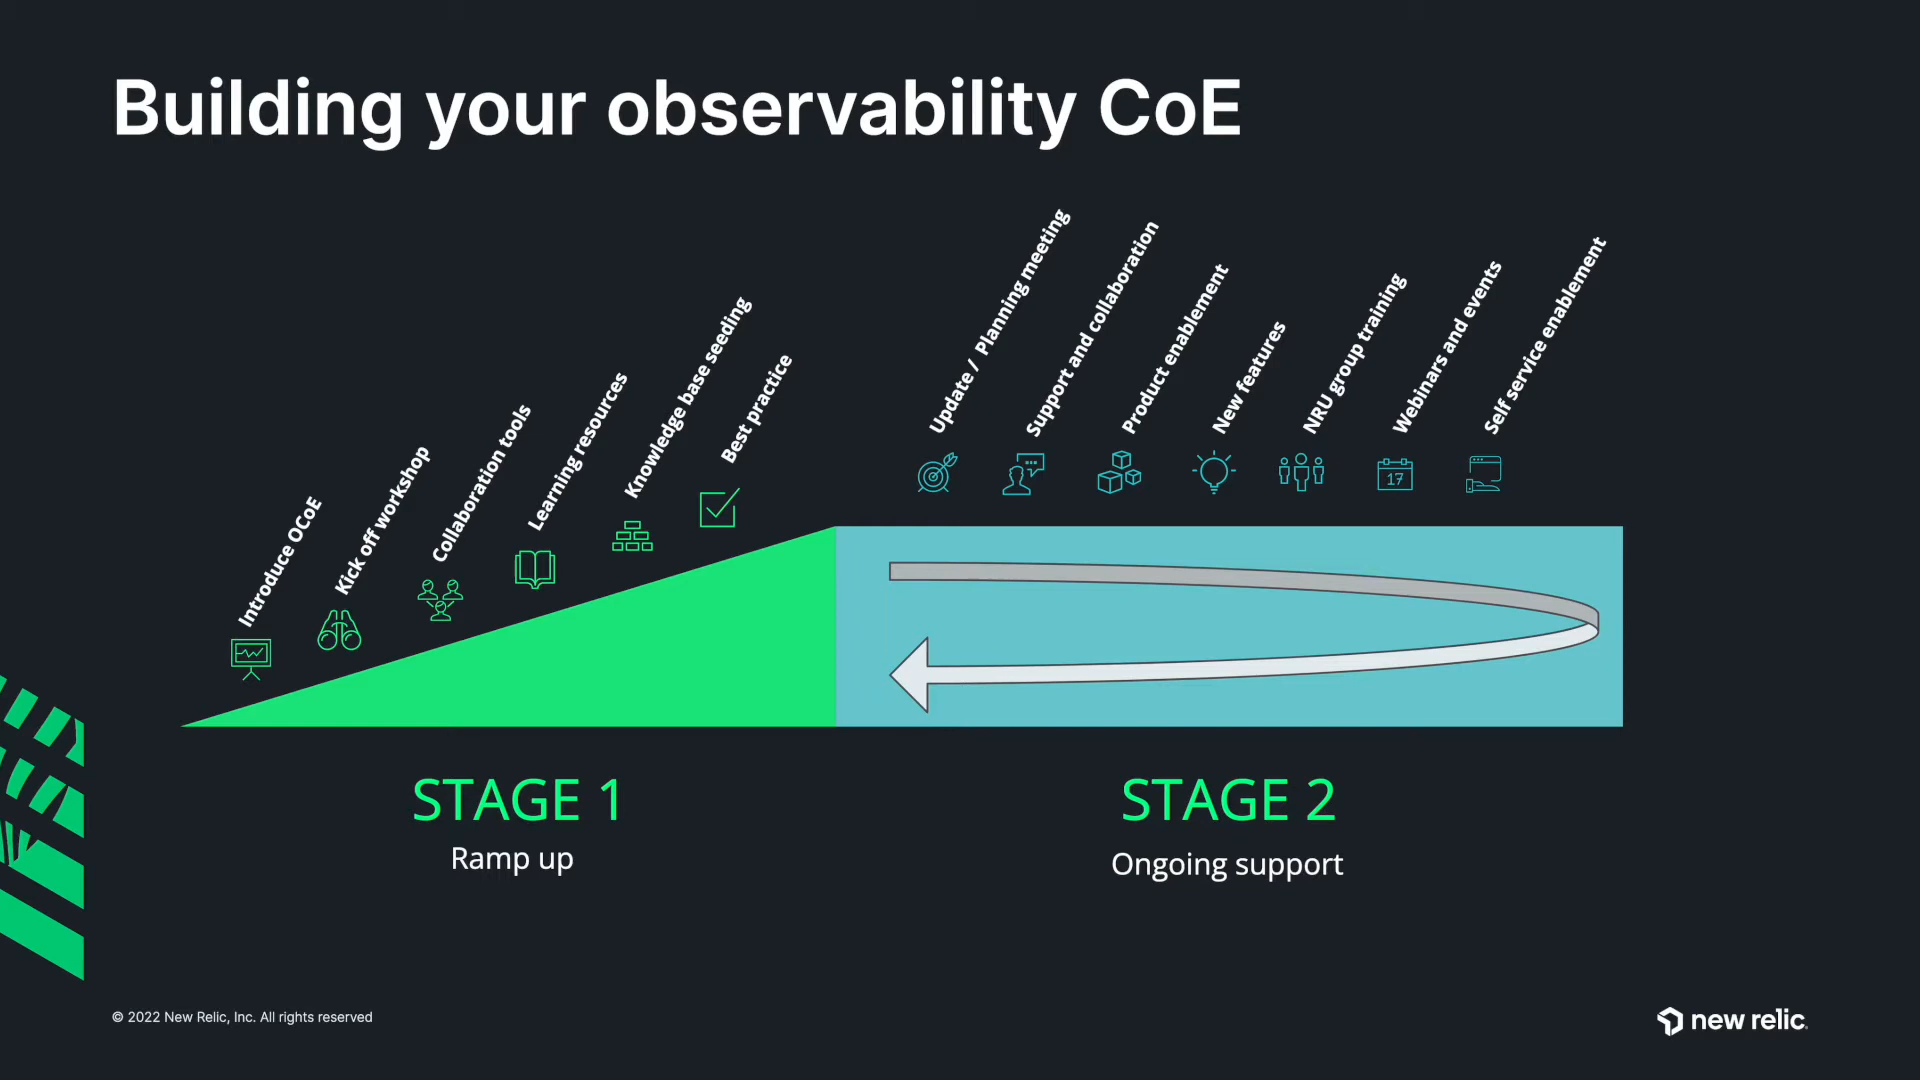 Building your observability CoE
Introduce OCoE
Kick off workshop
Collaboration tools
Learning resources
Knowledge base seeding
Best practice
Update / Planning meeting
Support and collaboration
Product enablement
New features
NRU group training
Webinars and events
Self service enablement
17
STAGE 1
Ramp up
STAGE 2
Ongoing support
© 2022 New Relic, Inc. All rights reserved
new relic